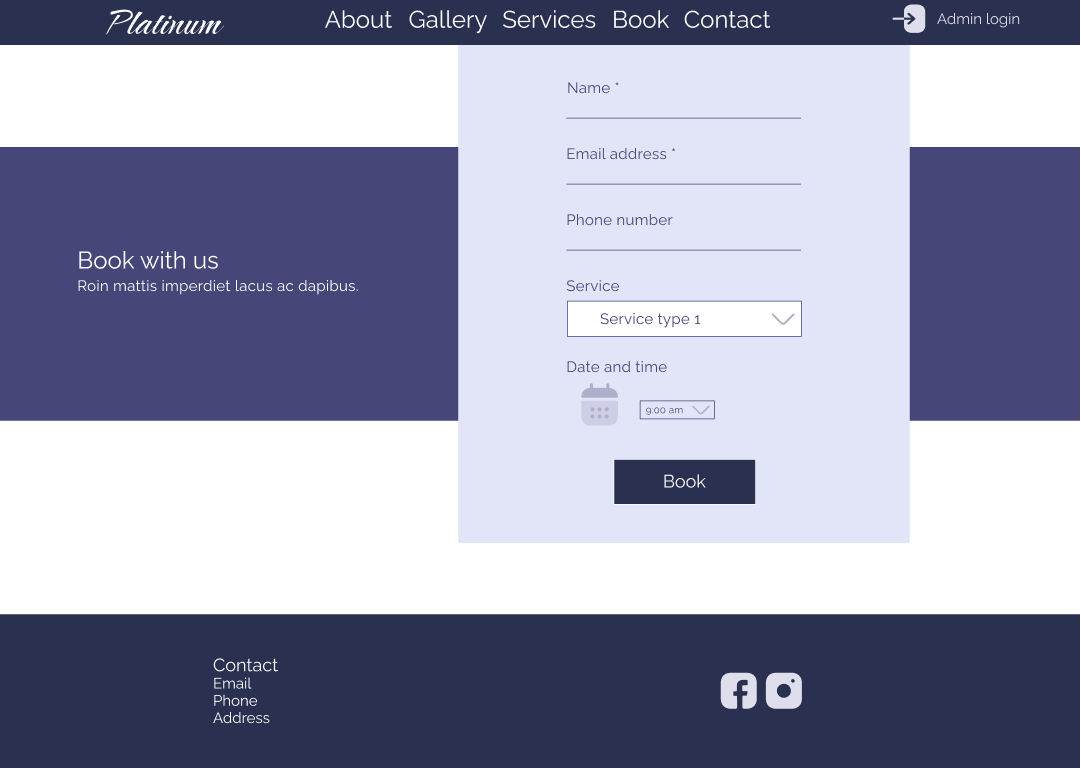 Platinum
About Gallery Services Book Contact
Admin login
Name *
Email address *
Phone number
Book with us
Roin mattis imperdiet lacus ac dapibus.
Service
Service type 1
Date and time
9:00 am
Book
Contact
Email
Phone
Address